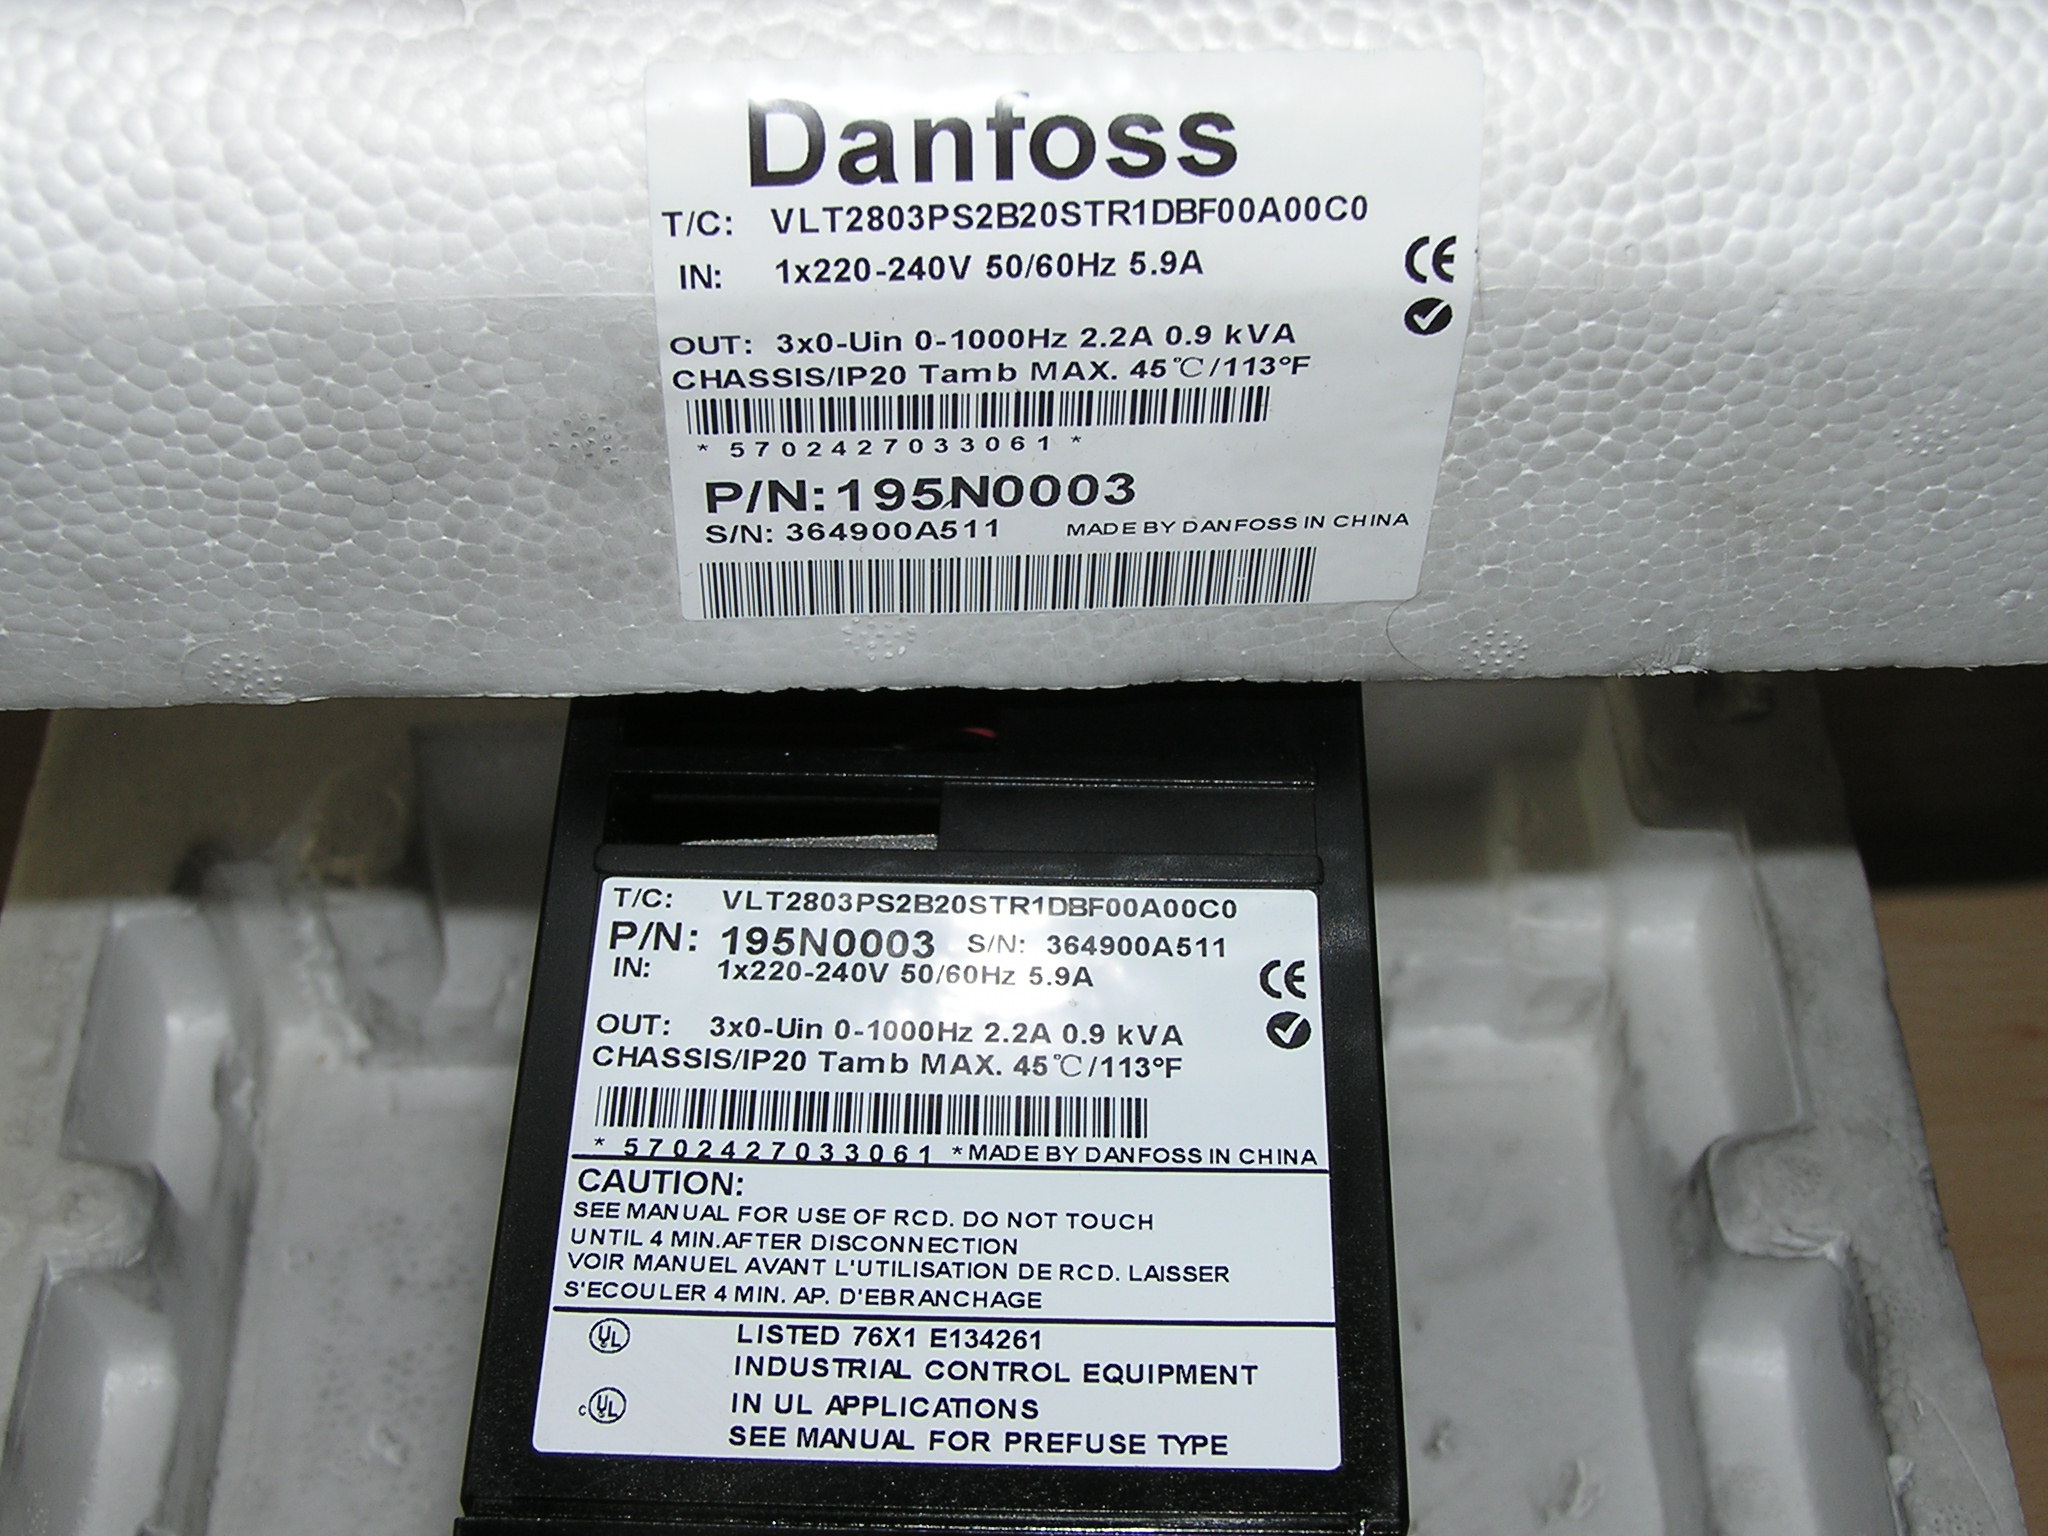 Danfoss
T/C: VLT2803PS2B20STR1DBF00A00C0
IN: 1x220-240V 50/60Hz 5.9A
CE
OUT: 3x0-Uin 0-1000Hz 2.2A 0.9 kVA
CHASSIS/IP20 Tamb MAX. 45℃/113°F
* 5702427033061 *
P/N: 195N0003
S/N: 364900A511 MADE BY DANFOSS IN CHINA
T/C: VLT2803PS2B20STR1DBF00A00C0
P/N: 195N0003 S/N: 364900A511
IN: 1x220-240V 50/60Hz 5.9A
CE
OUT: 3x0-Uin 0-1000Hz 2.2A 0.9 kVA
CHASSIS/IP20 Tamb MAX. 45℃/113°F
* 5702427033061 * MADE BY DANFOSS IN CHINA
CAUTION:
SEE MANUAL FOR USE OF RCD. DO NOT TOUCH
UNTIL 4 MIN.AFTER DISCONNECTION
VOIR MANUEL AVANT L'UTILISATION DE RCD. LAISSER
S'ECOULER 4 MIN. AP. D'EBRANCHAGE
UL LISTED 76X1 E134261
INDUSTRIAL CONTROL EQUIPMENT
c UL IN UL APPLICATIONS
SEE MANUAL FOR PREFUSE TYPE